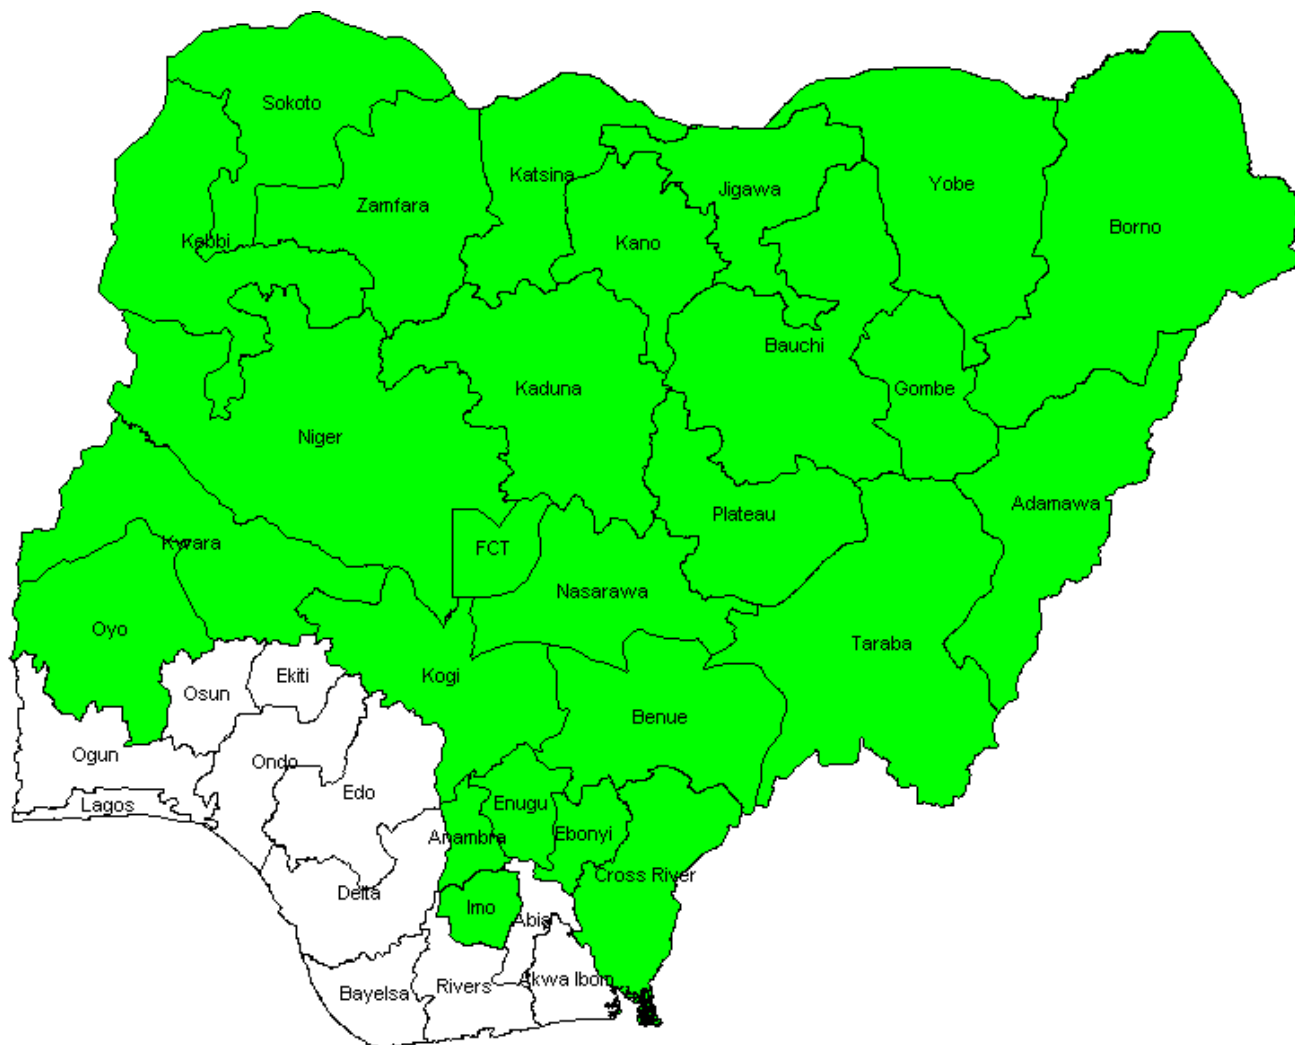 Sokoto
Katsina
Zamfara
Jigawa
Yobe
Borno
Kebbi
Kano
Bauchi
Kaduna
Gombe
Niger
Adamawa
Plateau
Kwara
FCT
Nasarawa
Oyo
Taraba
Kogi
Ekiti
Osun
Benue
Ogun
Ondo
Edo
Lagos
Enugu
Anambra
Ebonyi
Cross River
Delta
Imo
Abia
Akwa Ibom
Rivers
Bayelsa